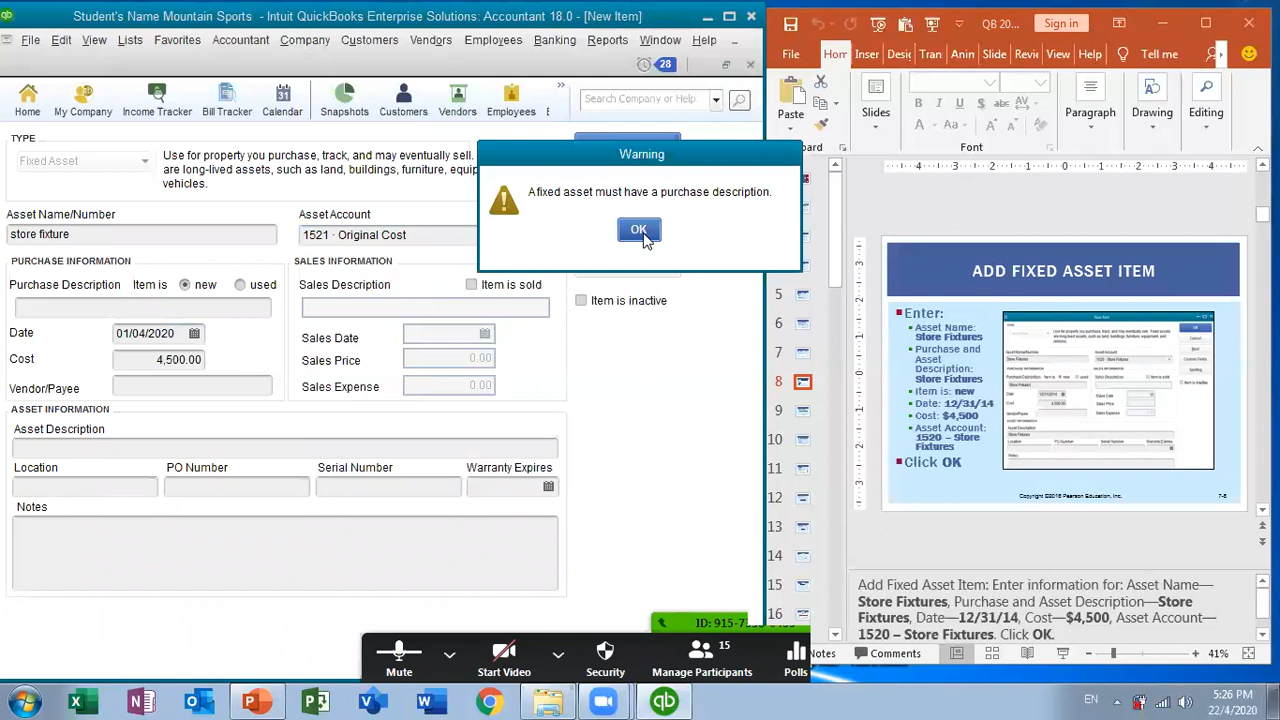 Student's Name Mountain Sports - Intuit QuickBooks Enterprise Solutions: Accountant 18.0 - [New Item]
File Edit View Lists Favorites Accountant Company Customers Vendors Employees Banking Reports Window Help
28
Home My Company Income Tracker Bill Tracker Calendar Snapshots Customers Vendors Employees
Search Company or Help
TYPE
Fixed Asset
Use for property you purchase, track, and may eventually sell.
are long-lived assets, such as land, buildings, furniture, equip
vehicles.
Warning
A fixed asset must have a purchase description.
OK
Asset Name/Number
store fixture
Asset Account
1521 · Original Cost
PURCHASE INFORMATION
Purchase Description Item is new used
Date 01/04/2020
Cost 4,500.00
Vendor/Payee
SALES INFORMATION
Sales Description Item is sold
Sales Date
Sales Price 0.00
Sales Expense .00
Item is inactive
ASSET INFORMATION
Asset Description
Location PO Number Serial Number Warranty Expires
Notes
Mute Start Video Security Manage Participants 15 Polls
QB 20... Sign in
File Hom Inser Desig Tran Anin Slide Revie View Help Tell me
Paste Slides Font Paragraph Drawing Editing
4 3 2 1 0 1 2 3 4
5
6
7
8
9
10
11
12
13
14
15
16
ADD FIXED ASSET ITEM
Enter:
Asset Name:
Store Fixtures
Purchase and
Asset
Description:
Store Fixtures
Item is: new
Date: 12/31/14
Cost: $4,500
Asset Account:
1520 – Store
Fixtures
Click OK
Copyright ©2016 Pearson Education, Inc.
7-8
Add Fixed Asset Item: Enter information for: Asset Name—
Store Fixtures, Purchase and Asset Description—Store
Fixtures, Date—12/31/14, Cost—$4,500, Asset Account—
1520 – Store Fixtures. Click OK.
Notes Comments 41%
EN
5:26 PM
22/4/2020